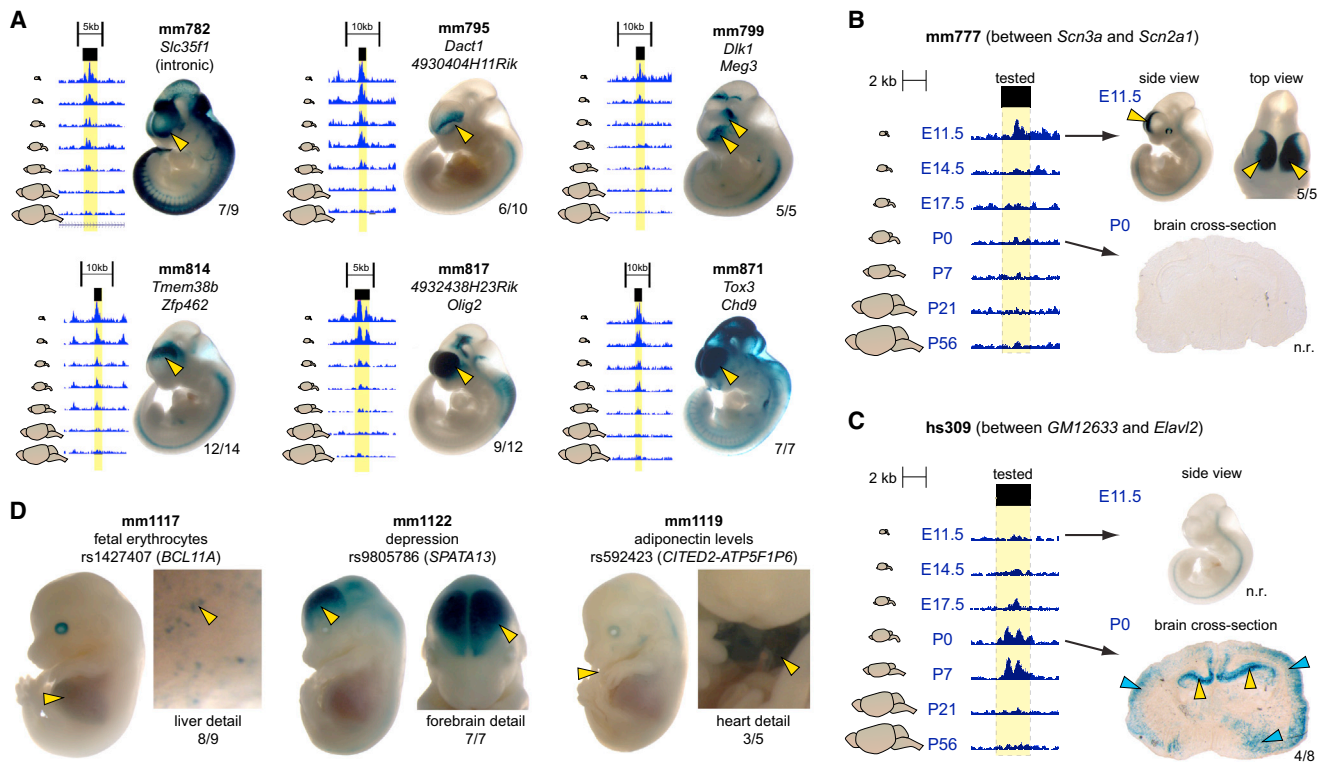 A
5kb
mm782
Slc35f1
(intronic)
7/9
10kb
mm795
Dact1
4930404H11Rik
6/10
10kb
mm799
Dlk1
Meg3
5/5
10kb
mm814
Tmem38b
Zfp462
12/14
5kb
mm817
4932438H23Rik
Olig2
9/12
10kb
mm871
Tox3
Chd9
7/7
B
mm777 (between Scn3a and Scn2a1)
2 kb
tested
side view
top view
E11.5
E11.5
E14.5
E17.5
P0
P7
P21
P56
5/5
P0
brain cross-section
n.r.
C
hs309 (between GM12633 and Elavl2)
2 kb
tested
side view
E11.5
E11.5
E14.5
E17.5
P0
P7
P21
P56
n.r.
P0
brain cross-section
4/8
D
mm1117
fetal erythrocytes
rs1427407 (BCL11A)
liver detail
8/9
mm1122
depression
rs9805786 (SPATA13)
forebrain detail
7/7
mm1119
adiponectin levels
rs592423 (CITED2-ATP5F1P6)
heart detail
3/5